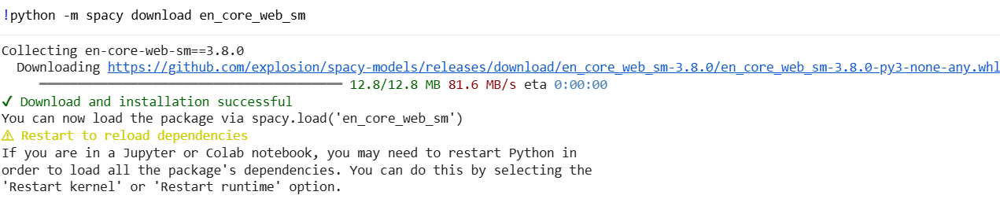 !python -m spacy download en_core_web_sm
Collecting en-core-web-sm==3.8.0
Downloading https://github.com/explosion/spacy-models/releases/download/en_core_web_sm-3.8.0/en_core_web_sm-3.8.0-py3-none-any.whl
12.8/12.8 MB 81.6 MB/s eta 0:00:00
✔ Download and installation successful
You can now load the package via spacy.load('en_core_web_sm')
⚠ Restart to reload dependencies
If you are in a Jupyter or Colab notebook, you may need to restart Python in
order to load all the package's dependencies. You can do this by selecting the
'Restart kernel' or 'Restart runtime' option.